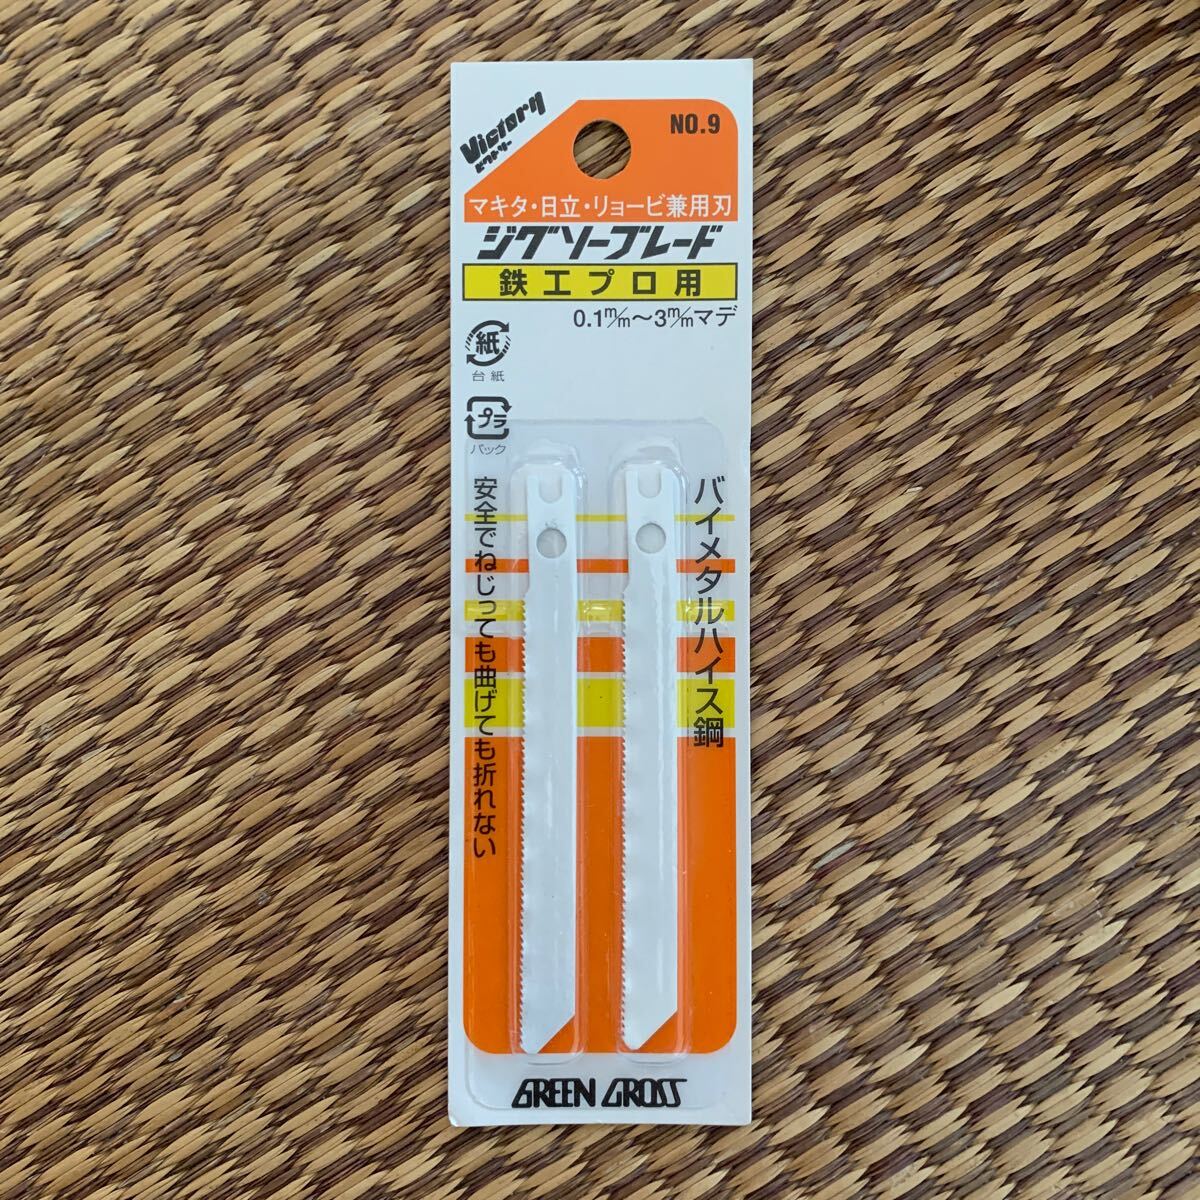 Victory
ビクトリー
NO.9
マキタ・日立・リョービ兼用刃
ジグソーブレード
鉄工プロ用
0.1m/m〜3m/mマデ
紙
台紙
プラ
パック
バイメタルハイス鋼
安全でねじっても曲げても折れない
GREEN GROSS